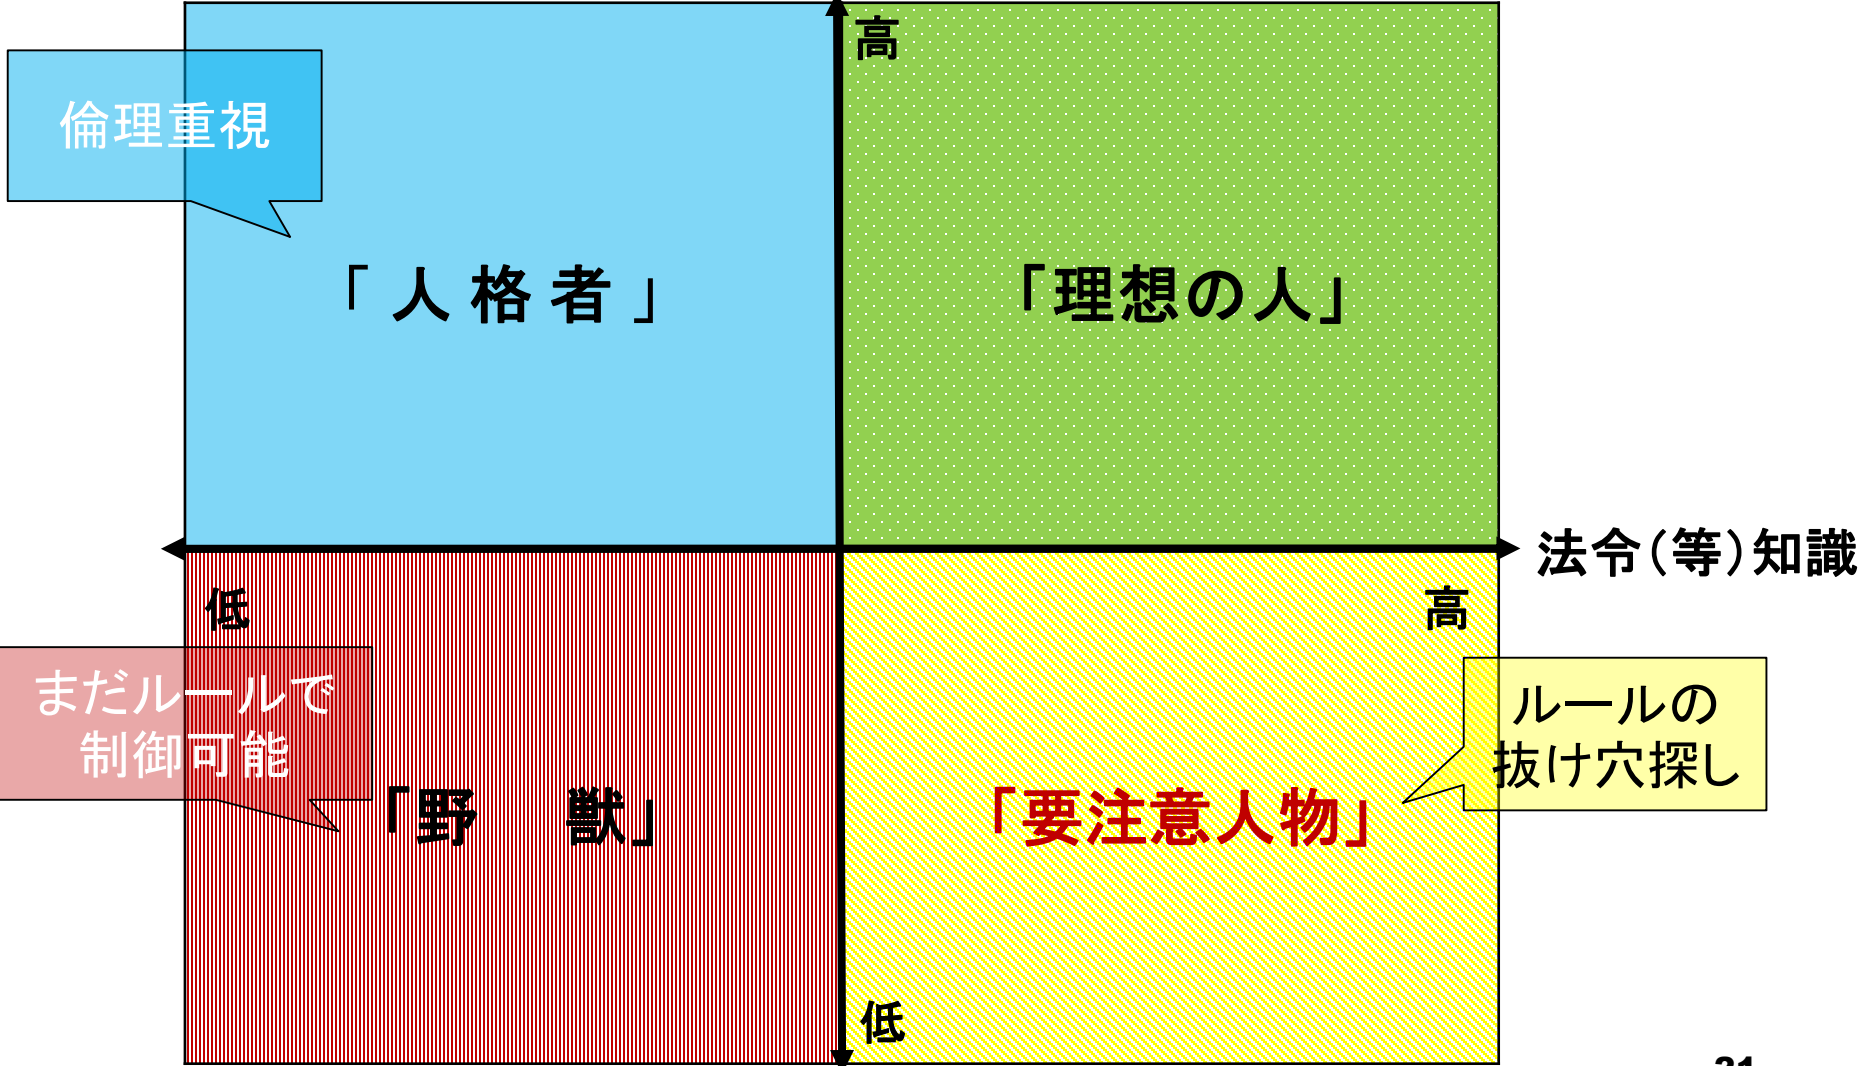 高
倫理重視
「人格者」
「理想の人」
法令(等)知識
低
高
まだルールで
制御可能
ルールの
抜け穴探し
「野　獣」
「要注意人物」
低